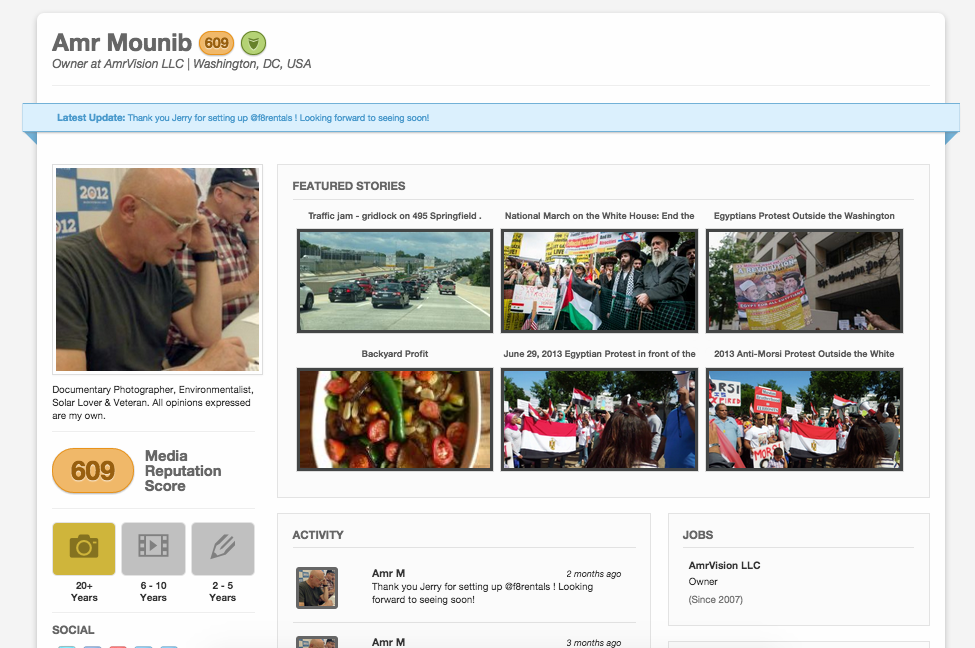 Amr Mounib 609
Owner at AmrVision LLC | Washington, DC, USA
Latest Update: Thank you Jerry for setting up @f8rentals ! Looking forward to seeing soon!
2012
2012
Documentary Photographer, Environmentalist,
Solar Lover & Veteran. All opinions expressed
are my own.
609
Media
Reputation
Score
20+
Years
6 - 10
Years
2 - 5
Years
SOCIAL
FEATURED STORIES
Traffic jam - gridlock on 495 Springfield .
National March on the White House: End the
Egyptians Protest Outside the Washington
The Washington Post
Backyard Profit
June 29, 2013 Egyptian Protest in front of the
2013 Anti-Morsi Protest Outside the White
ACTIVITY
Amr M
2 months ago
Thank you Jerry for setting up @f8rentals ! Looking
forward to seeing soon!
Amr M
3 months ago
JOBS
AmrVision LLC
Owner
(Since 2007)